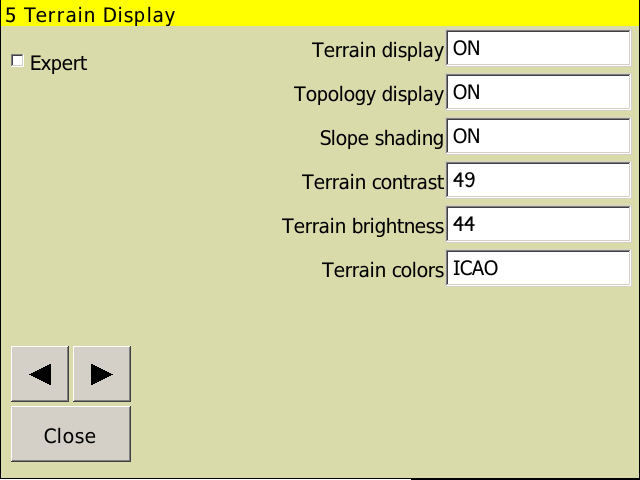 5 Terrain Display
Expert
Terrain display ON
Topology display ON
Slope shading ON
Terrain contrast 49
Terrain brightness 44
Terrain colors ICAO
Close